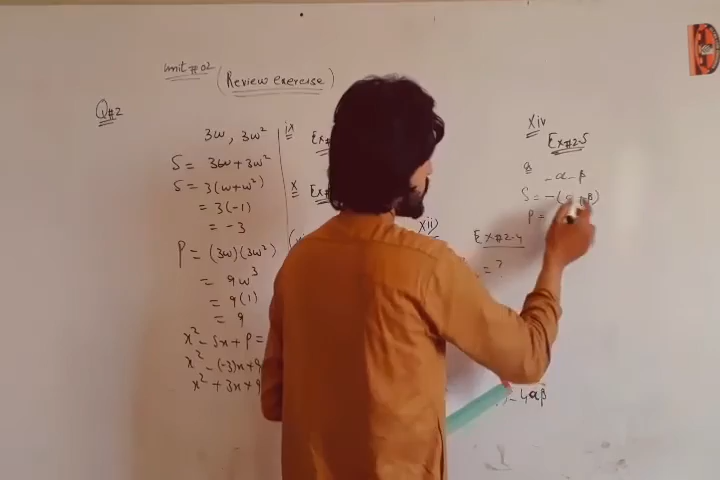 Unit # 02
(Review exercise)
Q#2
3ω, 3ω²
S = 3ω + 3ω²
S = 3(ω + ω²)
= 3(-1)
= -3
P = (3ω)(3ω²)
= 9ω³
= 9(1)
= 9
x² - Sx + P =
x² - (-3)x + 9
x² + 3x + 9
ix
Ex#
x
Ex#
xii)
Ex#2-4
= ?
- 4αβ
xiv
Ex#2-5
-α, -β
S = -(α + β)
P =